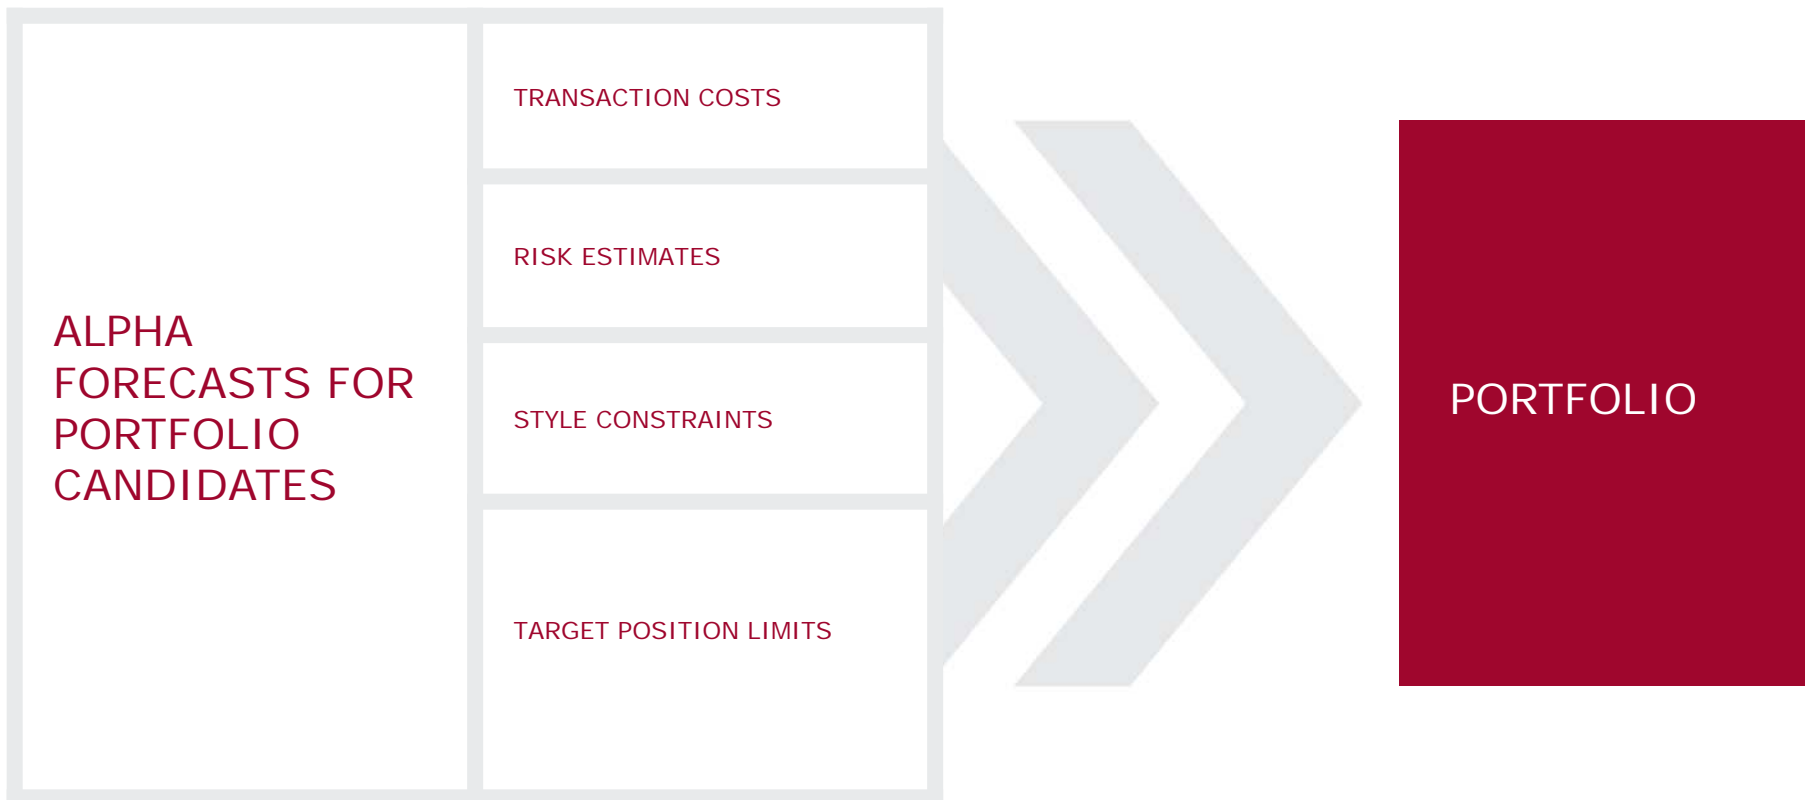 ALPHA
FORECASTS FOR
PORTFOLIO
CANDIDATES
TRANSACTION COSTS
RISK ESTIMATES
STYLE CONSTRAINTS
TARGET POSITION LIMITS
PORTFOLIO